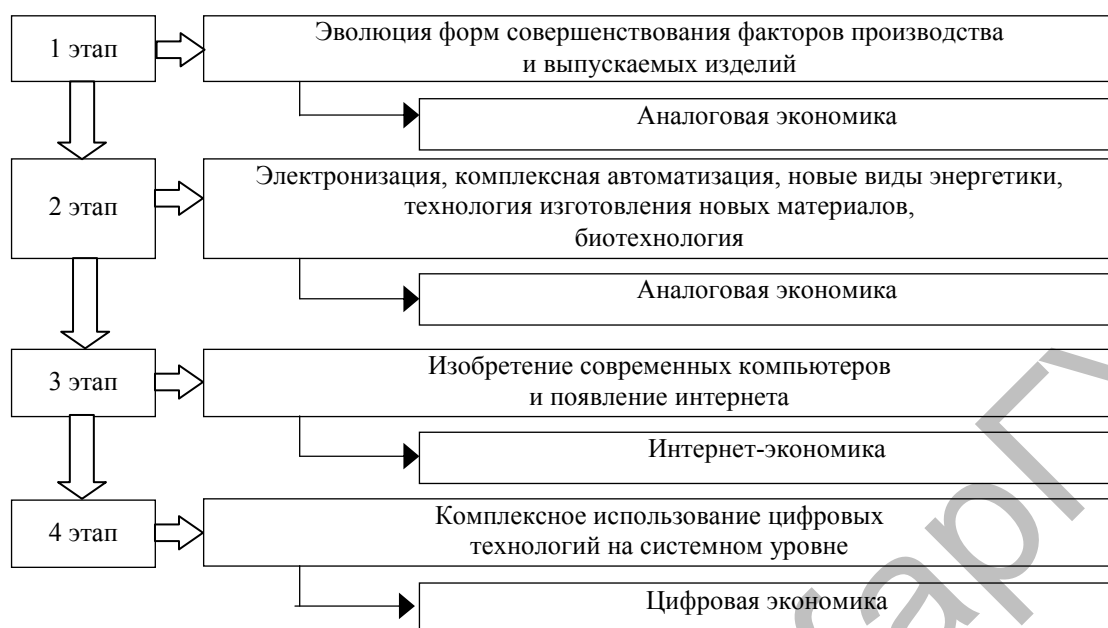 1 этап
Эволюция форм совершенствования факторов производства
и выпускаемых изделий
Аналоговая экономика
2 этап
Электронизация, комплексная автоматизация, новые виды энергетики,
технология изготовления новых материалов,
биотехнология
Аналоговая экономика
3 этап
Изобретение современных компьютеров
и появление интернета
Интернет-экономика
4 этап
Комплексное использование цифровых
технологий на системном уровне
Цифровая экономика